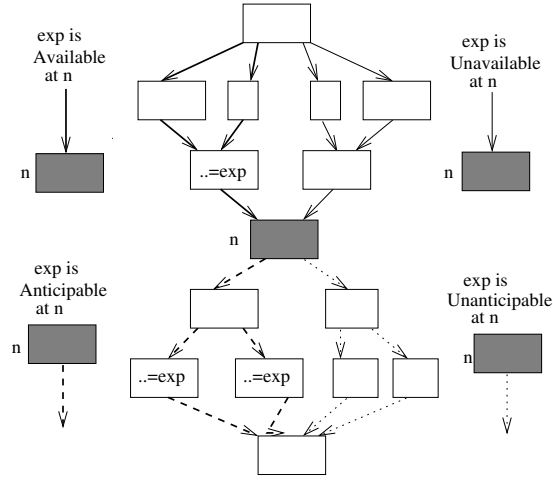 exp is
Available
at n
exp is
Unavailable
at n
n
..=exp
n
n
exp is
Anticipable
at n
exp is
Unanticipable
at n
n
n
..=exp
..=exp